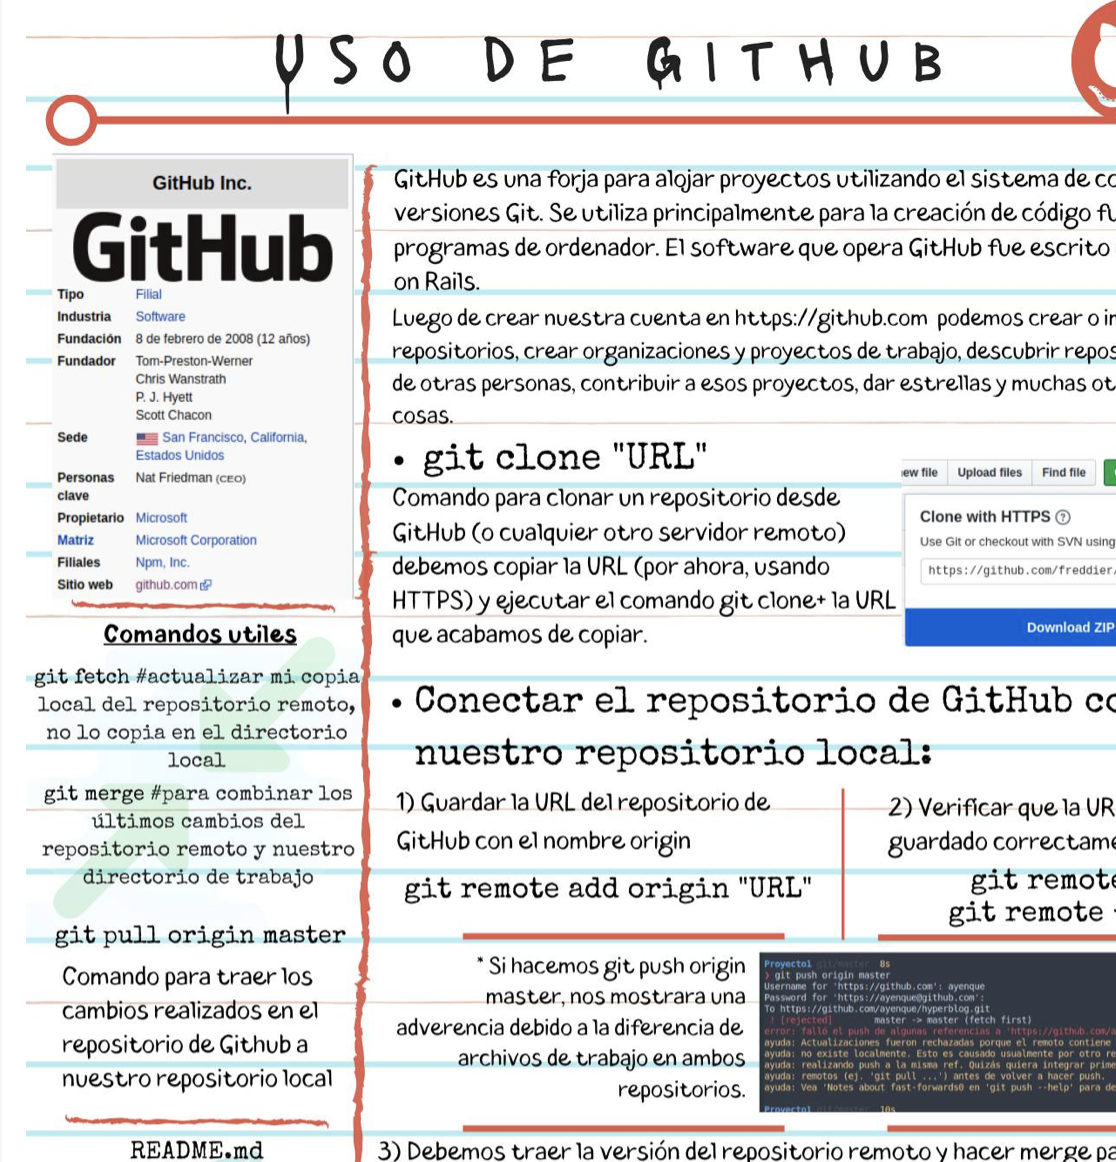 USO DE GITHUB
GitHub Inc.
GitHub
Tipo Filial
Industria Software
Fundación 8 de febrero de 2008 (12 años)
Fundador Tom-Preston-Werner
Chris Wanstrath
P. J. Hyett
Scott Chacon
Sede San Francisco, California,
Estados Unidos
Personas Nat Friedman (CEO)
clave
Propietario Microsoft
Matriz Microsoft Corporation
Filiales Npm, Inc.
Sitio web github.com
Comandos utiles
git fetch #actualizar mi copia
local del repositorio remoto,
no lo copia en el directorio
local
git merge #para combinar los
últimos cambios del
repositorio remoto y nuestro
directorio de trabajo
git pull origin master
Comando para traer los
cambios realizados en el
repositorio de Github a
nuestro repositorio local
README.md
GitHub es una forja para alojar proyectos utilizando el sistema de co
versiones Git. Se utiliza principalmente para la creación de código fu
programas de ordenador. El software que opera GitHub fue escrito
on Rails.
Luego de crear nuestra cuenta en https://github.com podemos crear o im
repositorios, crear organizaciones y proyectos de trabajo, descubrir repos
de otras personas, contribuir a esos proyectos, dar estrellas y muchas ot
cosas.
• git clone "URL"
Comando para clonar un repositorio desde
GitHub (o cualquier otro servidor remoto)
debemos copiar la URL (por ahora, usando
HTTPS) y ejecutar el comando git clone+ la URL
que acabamos de copiar.
ew file Upload files Find file
Clone with HTTPS ?
Use Git or checkout with SVN using
https://github.com/freddier/
Download ZIP
• Conectar el repositorio de GitHub co
nuestro repositorio local:
1) Guardar la URL del repositorio de
GitHub con el nombre origin
git remote add origin "URL"
2) Verificar que la UR
guardado correctame
git remote
git remote
* Si hacemos git push origin
master, nos mostrara una
adverencia debido a la diferencia de
archivos de trabajo en ambos
repositorios.
Proyecto1 git/master 8s
❯ git push origin master
Username for 'https://github.com': ayenque
Password for 'https://ayenque@github.com':
To https://github.com/ayenque/hyperblog.git
! [rejected] master -> master (fetch first)
error: falló el push de algunas referencias a 'https://github.com/a
ayuda: Actualizaciones fueron rechazadas porque el remoto contiene
ayuda: no existe localmente. Esto es causado usualmente por otro re
ayuda: realizando push a la misma ref. Quizás quiera integrar prime
ayuda: remotos (ej. 'git pull ...') antes de volver a hacer push.
ayuda: Vea 'Notes about fast-forwards0 en 'git push --help' para de
Proyecto1 git/master 10s
3) Debemos traer la versión del repositorio remoto y hacer merge pa